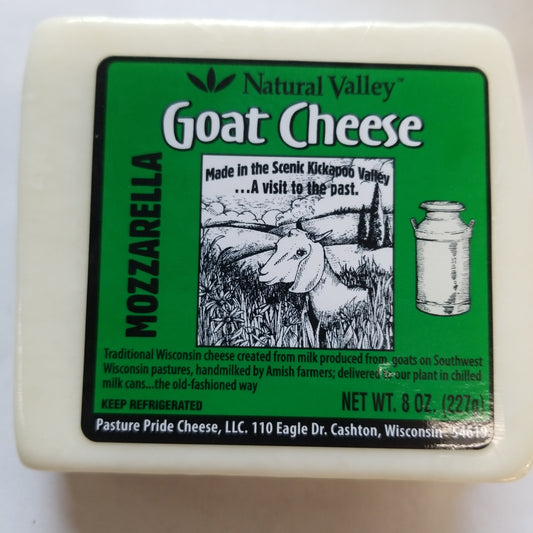 Natural Valley™
Goat Cheese
MOZZARELLA
Made in the Scenic Kickapoo Valley
...A visit to the past.
Traditional Wisconsin cheese created from milk produced from goats on Southwest
Wisconsin pastures, handmilked by Amish farmers; delivered to our plant in chilled
milk cans...the old-fashioned way
KEEP REFRIGERATED
NET WT. 8 OZ. (227g)
Pasture Pride Cheese, LLC. 110 Eagle Dr. Cashton, Wisconsin 54619